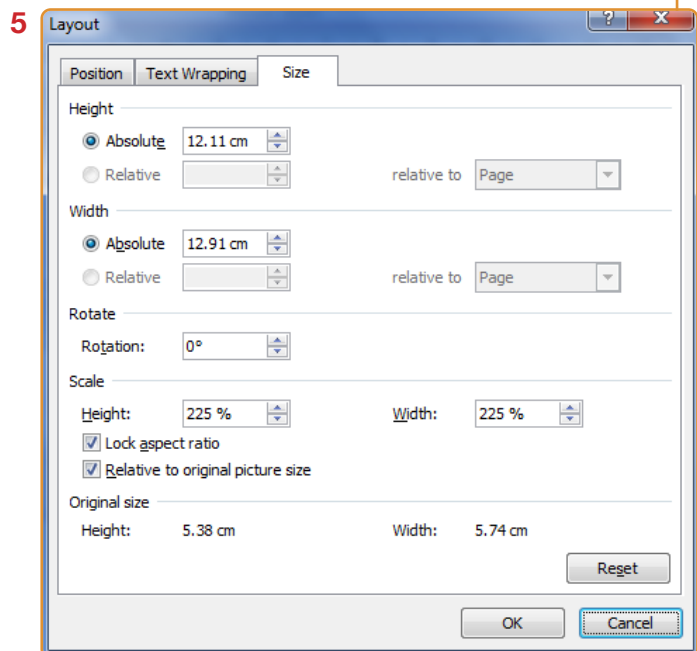 5 Layout ? X
Position Text Wrapping Size
Height
Absolute 12.11 cm
Relative relative to Page
Width
Absolute 12.91 cm
Relative relative to Page
Rotate
Rotation: 0°
Scale
Height: 225 % Width: 225 %
Lock aspect ratio
Relative to original picture size
Original size
Height: 5.38 cm Width: 5.74 cm
Reset
OK Cancel